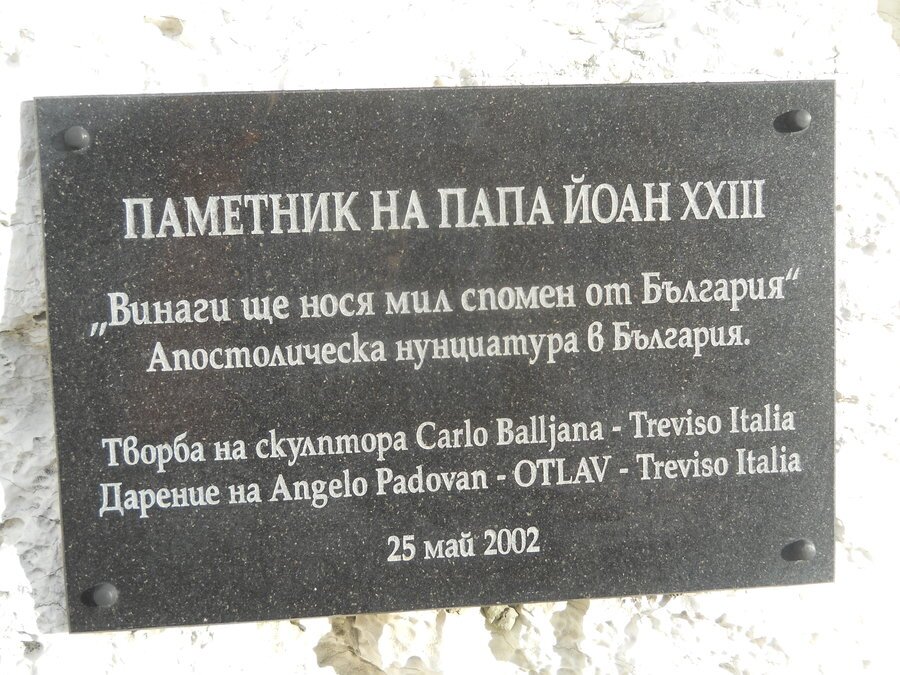 ПАМЕТНИК НА ПАПА ЙОАН XXIII
„Винаги ще нося мил спомен от България“
Апостолическа нунциатура в България.
Творба на скулптора Carlo Balljana - Treviso Italia
Дарение на Angelo Padovan - OTLAV - Treviso Italia
25 май 2002